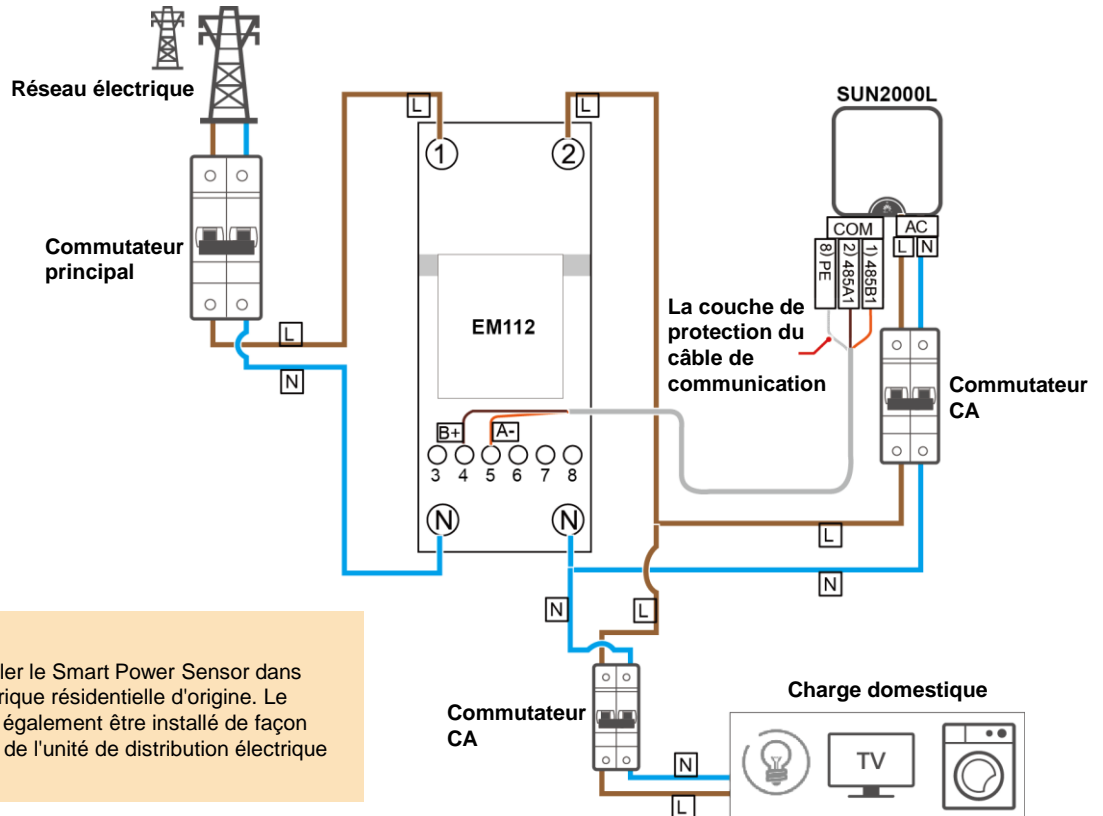 Réseau électrique
Commutateur
principal
L
N
L
L
1
2
EM112
B+
A-
3 4 5 6 7 8
N
N
SUN2000L
COM
AC
8) PE
2) 485A1
1) 485B1
L N
La couche de
protection du
câble de
communication
Commutateur
CA
L
N
N
L
ler le Smart Power Sensor dans
rique résidentielle d'origine. Le
également être installé de façon
de l'unité de distribution électrique
Commutateur
CA
N
L
Charge domestique
TV